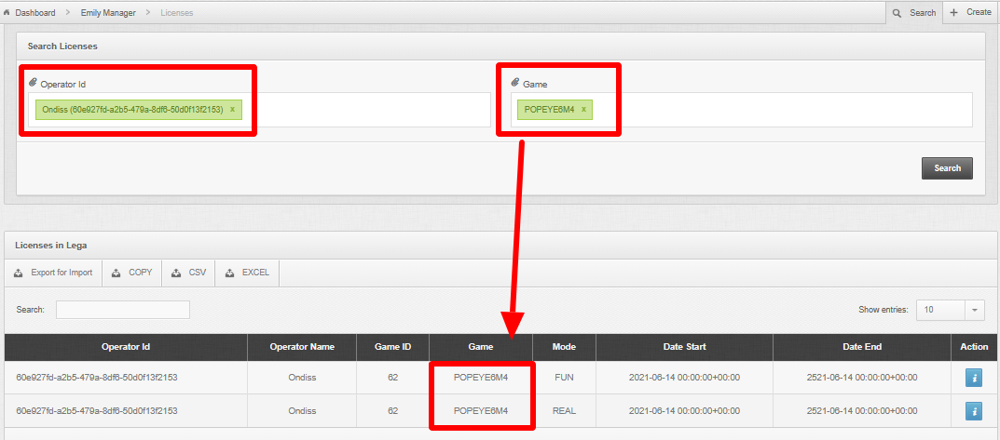 Dashboard > Emily Manager > Licenses
Search
+ Create
Search Licenses
Operator Id
Game
Ondiss (60e927fd-a2b5-479a-8df6-50d0f13f2153) x
POPEYE6M4 x
Search
Licenses in Lega
Export for Import COPY CSV EXCEL
Search:
Show entries: 10
Operator Id Operator Name Game ID Game Mode Date Start Date End Action
60e927fd-a2b5-479a-8df6-50d0f13f2153 Ondiss 62 POPEYE6M4 FUN 2021-06-14 00:00:00+00:00 2521-06-14 00:00:00+00:00 i
60e927fd-a2b5-479a-8df6-50d0f13f2153 Ondiss 62 POPEYE6M4 REAL 2021-06-14 00:00:00+00:00 2521-06-14 00:00:00+00:00 i